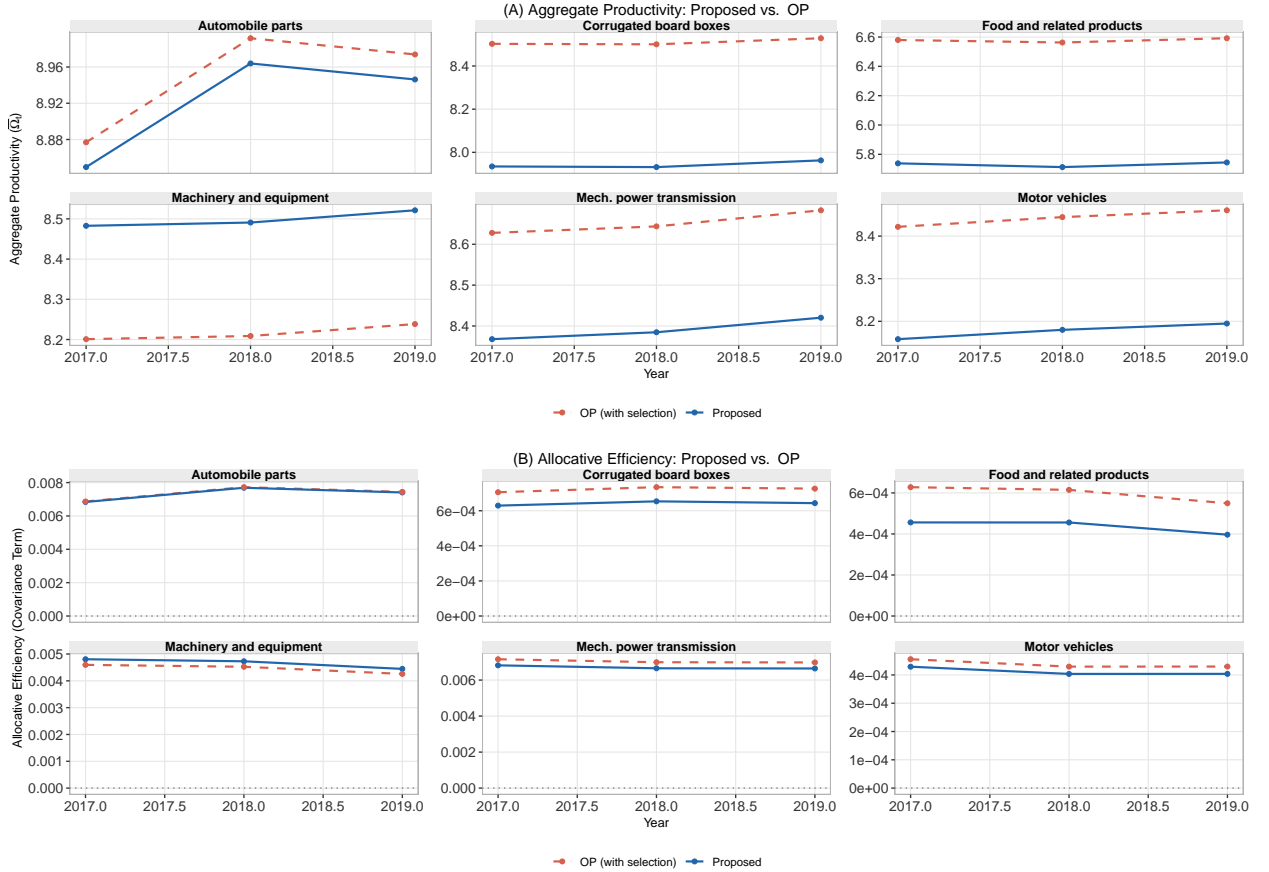 (A) Aggregate Productivity: Proposed vs. OP
Automobile parts
Corrugated board boxes
Food and related products
8.96
8.92
8.88
8.4
8.2
8.0
6.6
6.4
6.2
6.0
5.8
Machinery and equipment
Mech. power transmission
Motor vehicles
8.5
8.4
8.3
8.2
8.6
8.4
8.4
8.3
8.2
2017.0 2017.5 2018.0 2018.5 2019.0
2017.0 2017.5 2018.0 2018.5 2019.0
2017.0 2017.5 2018.0 2018.5 2019.0
Aggregate Productivity (Ω̅ₜ)
Year
OP (with selection) Proposed
(B) Allocative Efficiency: Proposed vs. OP
Automobile parts
Corrugated board boxes
Food and related products
0.008
0.006
0.004
0.002
0.000
6e−04
4e−04
2e−04
0e+00
6e−04
4e−04
2e−04
0e+00
Machinery and equipment
Mech. power transmission
Motor vehicles
0.005
0.004
0.003
0.002
0.001
0.000
0.006
0.004
0.002
0.000
4e−04
3e−04
2e−04
1e−04
0e+00
2017.0 2017.5 2018.0 2018.5 2019.0
2017.0 2017.5 2018.0 2018.5 2019.0
2017.0 2017.5 2018.0 2018.5 2019.0
Allocative Efficiency (Covariance Term)
Year
OP (with selection) Proposed